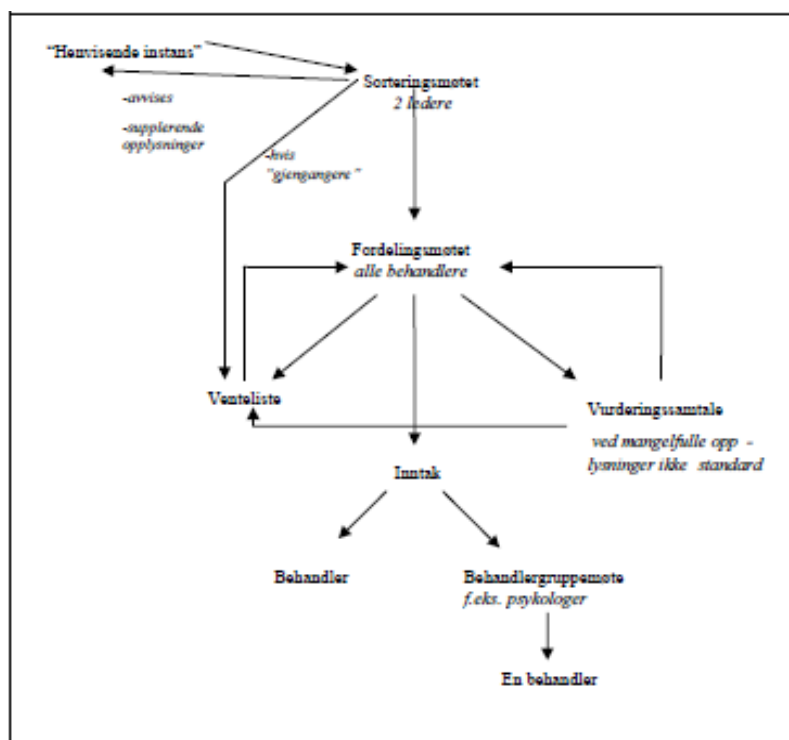 “Henvisende instans”
Sorteringsmøtet
2 ledere
-avvises
-supplerende
opplysninger
-hvis
"gjengangere"
Fordelingsmøtet
alle behandlere
Venteliste
Vurderingssamtale
ved mangelfulle opp -
lysninger ikke standard
Inntak
Behandler
Behandlergruppemøte
f.eks. psykologer
En behandler